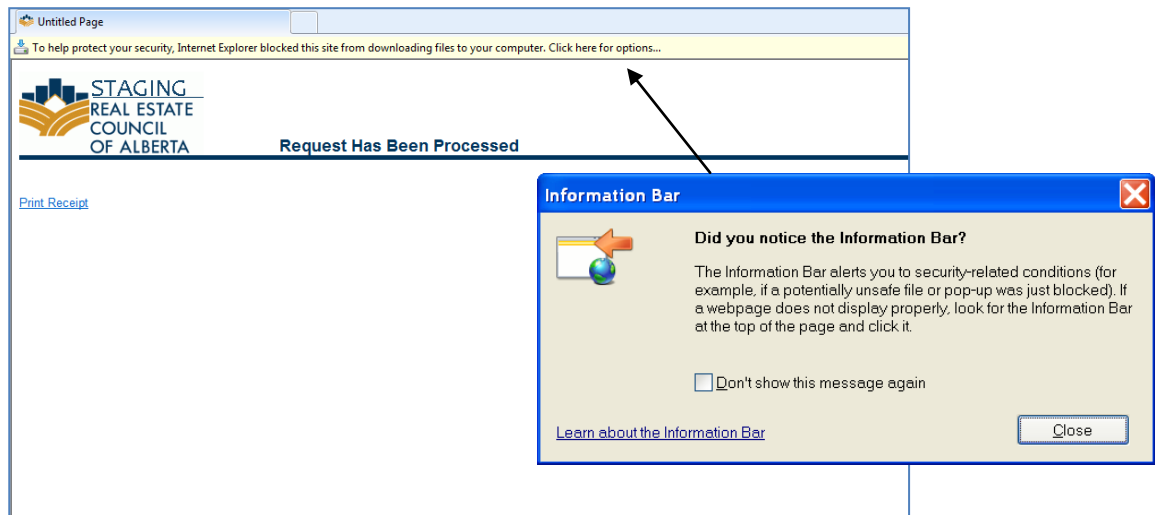 Untitled Page
To help protect your security, Internet Explorer blocked this site from downloading files to your computer. Click here for options...
STAGING
REAL ESTATE
COUNCIL
OF ALBERTA
Request Has Been Processed
Print Receipt
Information Bar
Did you notice the Information Bar?
The Information Bar alerts you to security-related conditions (for
example, if a potentially unsafe file or pop-up was just blocked). If
a webpage does not display properly, look for the Information Bar
at the top of the page and click it.
Don't show this message again
Learn about the Information Bar
Close